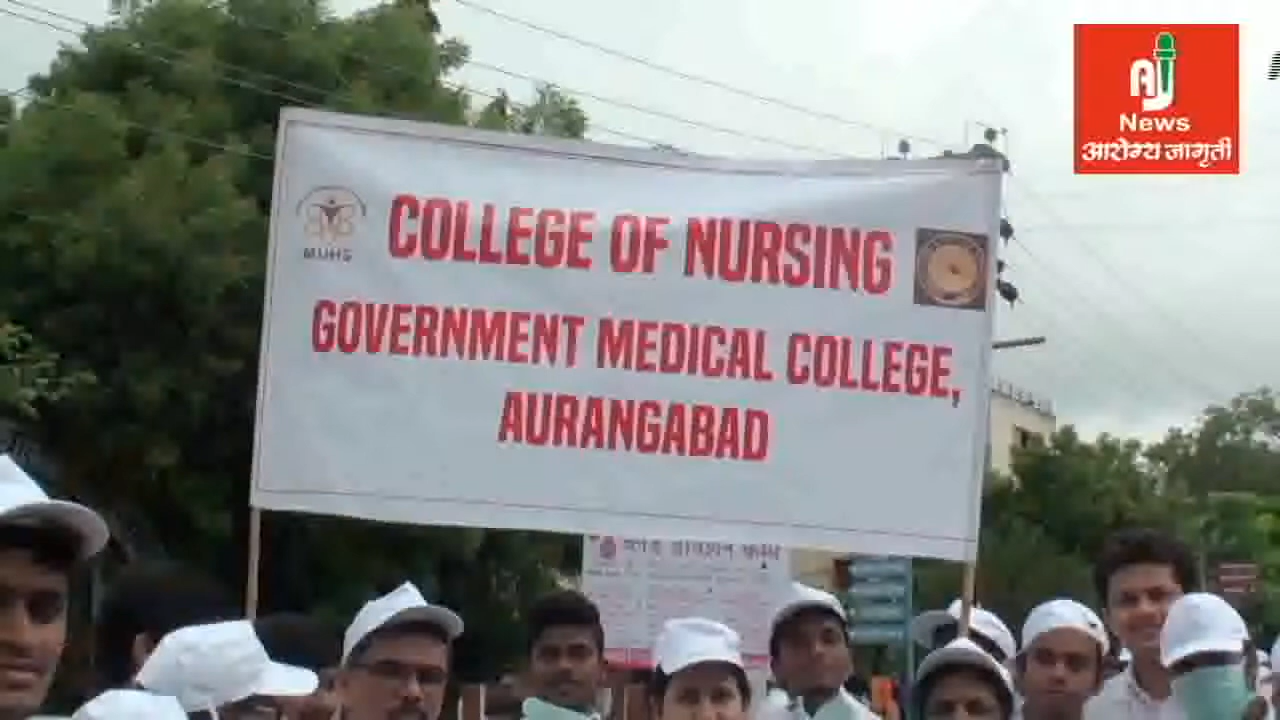 AJ
News
आरोग्य जागृती
MUHS
COLLEGE OF NURSING
GOVERNMENT MEDICAL COLLEGE,
AURANGABAD